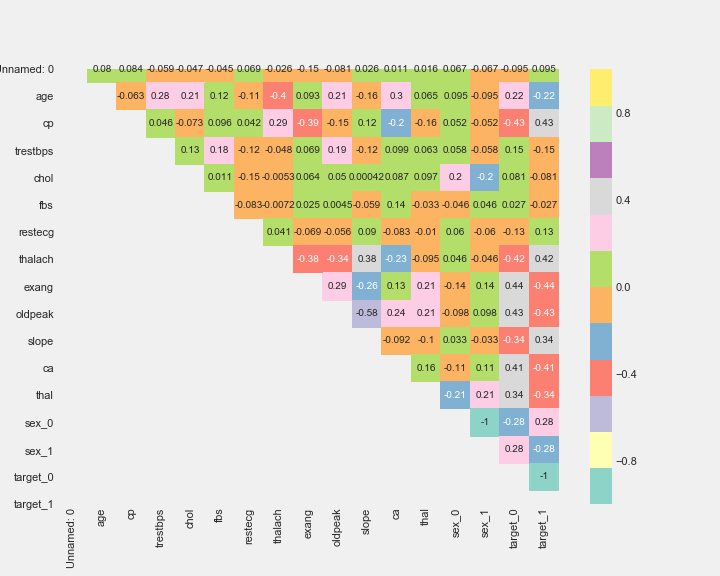 Unnamed: 0 0.08 0.084 -0.059 -0.047 -0.045 0.069 -0.026 -0.15 -0.081 0.026 0.011 0.016 0.067 -0.067 -0.095 0.095
age -0.063 0.28 0.21 0.12 -0.11 -0.4 0.093 0.21 -0.16 0.3 0.065 0.095 -0.095 0.22 -0.22
cp 0.046 -0.073 0.096 0.042 0.29 -0.39 -0.15 0.12 -0.2 -0.16 0.052 -0.052 -0.43 0.43
trestbps 0.13 0.18 -0.12 -0.048 0.069 0.19 -0.12 0.099 0.063 0.058 -0.058 0.15 -0.15
chol 0.011 -0.15 -0.0053 0.064 0.05 0.00042 0.087 0.097 0.2 -0.2 0.081 -0.081
fbs -0.083 -0.0072 0.025 0.0045 -0.059 0.14 -0.033 -0.046 0.046 0.027 -0.027
restecg 0.041 -0.069 -0.056 0.09 -0.083 -0.01 0.06 -0.06 -0.13 0.13
thalach -0.38 -0.34 0.38 -0.23 -0.095 0.046 -0.046 -0.42 0.42
exang 0.29 -0.26 0.13 0.21 -0.14 0.14 0.44 -0.44
oldpeak -0.58 0.24 0.21 -0.098 0.098 0.43 -0.43
slope -0.092 -0.1 0.033 -0.033 -0.34 0.34
ca 0.16 -0.11 0.11 0.41 -0.41
thal -0.21 0.21 0.34 -0.34
sex_0 -1 -0.28 0.28
sex_1 0.28 -0.28
target_0 -1
target_1
Unnamed: 0 age cp trestbps chol fbs restecg thalach exang oldpeak slope ca thal sex_0 sex_1 target_0 target_1
0.8
0.4
0.0
−0.4
−0.8